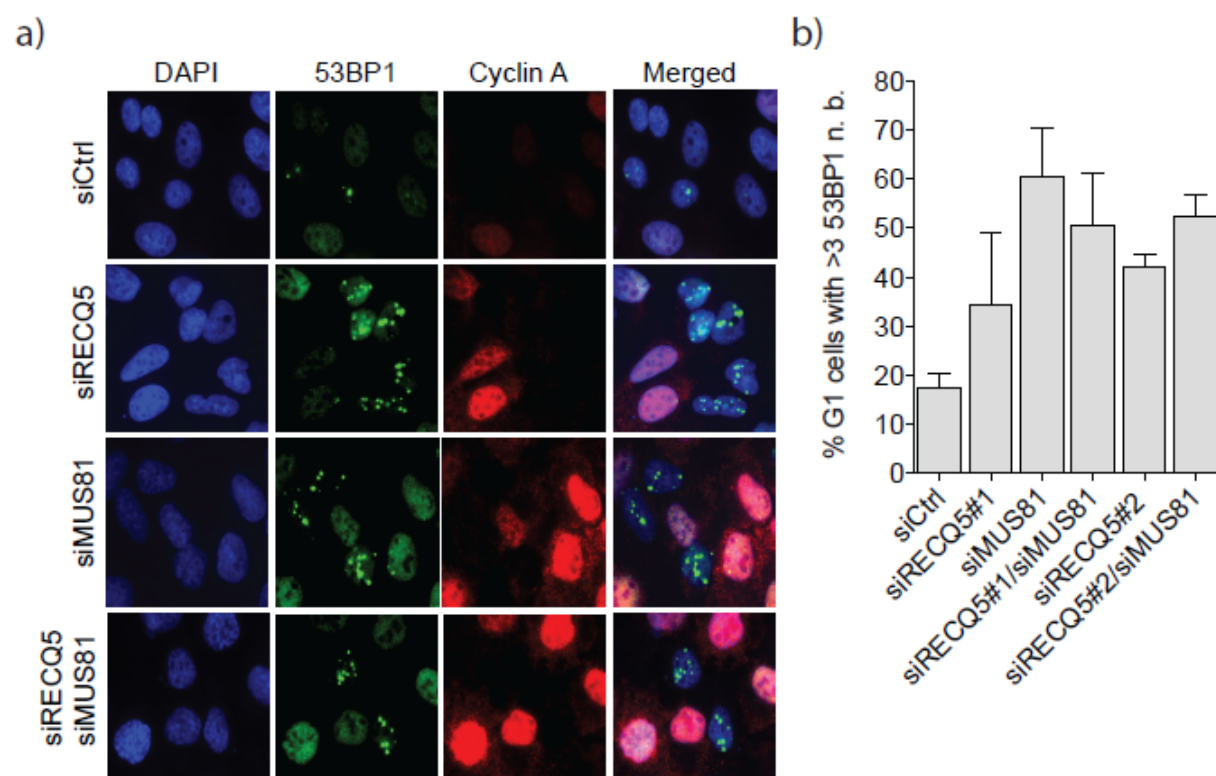 a)
DAPI 53BP1 Cyclin A Merged
siCtrl
siRECQ5
siMUS81
siRECQ5
siMUS81
b)
% G1 cells with >3 53BP1 n. b.
80
70
60
50
40
30
20
10
0
siCtrl
siRECQ5#1
siMUS81
siRECQ5#1/siMUS81
siRECQ5#2
siRECQ5#2/siMUS81